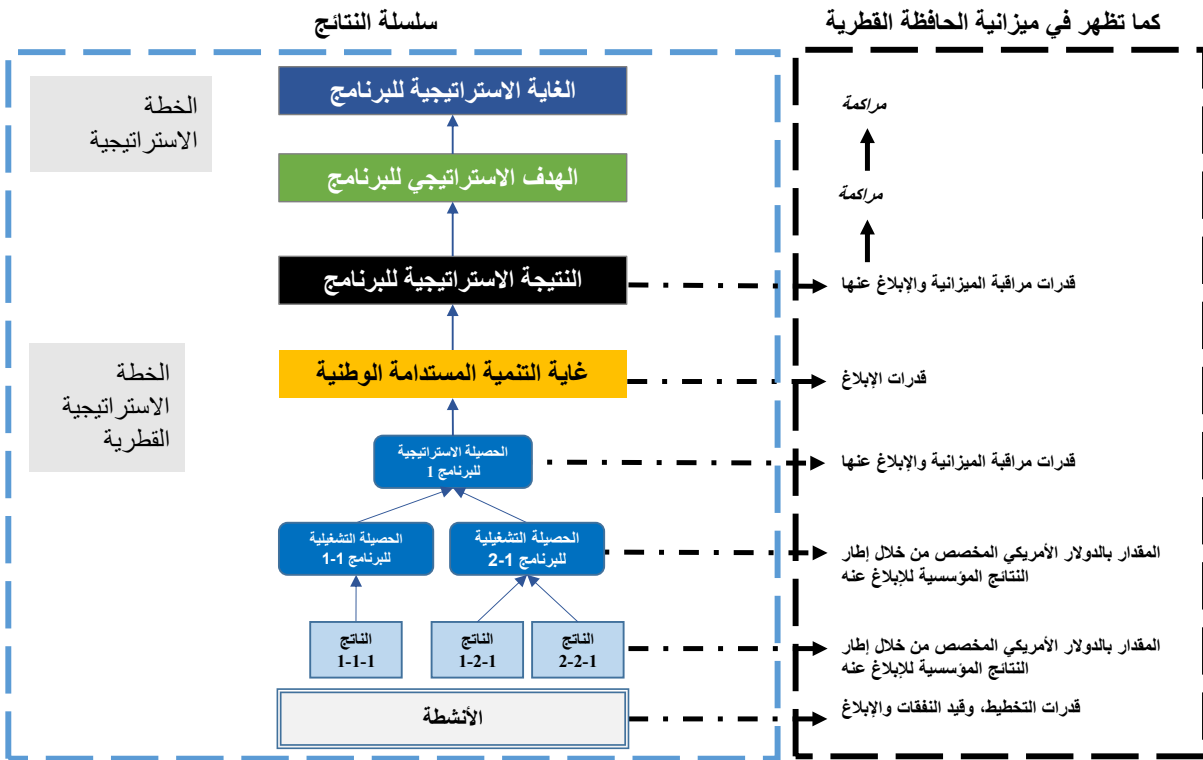 كما تظهر في ميزانية الحافظة القطرية
سلسلة النتائج
الخطة
الاستراتيجية
الغاية الاستراتيجية للبرنامج
مراكمة
الهدف الاستراتيجي للبرنامج
مراكمة
النتيجة الاستراتيجية للبرنامج
قدرات مراقبة الميزانية والإبلاغ عنها
الخطة
الاستراتيجية
القطرية
غاية التنمية المستدامة الوطنية
قدرات الإبلاغ
الحصيلة الاستراتيجية
للبرنامج 1
قدرات مراقبة الميزانية والإبلاغ عنها
الحصيلة التشغيلية
للبرنامج 1-1
الحصيلة التشغيلية
للبرنامج 1-2
المقدار بالدولار الأمريكي المخصص من خلال إطار
النتائج المؤسسية للإبلاغ عنه
الناتج
1-1-1
الناتج
1-2-1
الناتج
2-2-1
المقدار بالدولار الأمريكي المخصص من خلال إطار
النتائج المؤسسية للإبلاغ عنه
الأنشطة
قدرات التخطيط، وقيد النفقات والإبلاغ